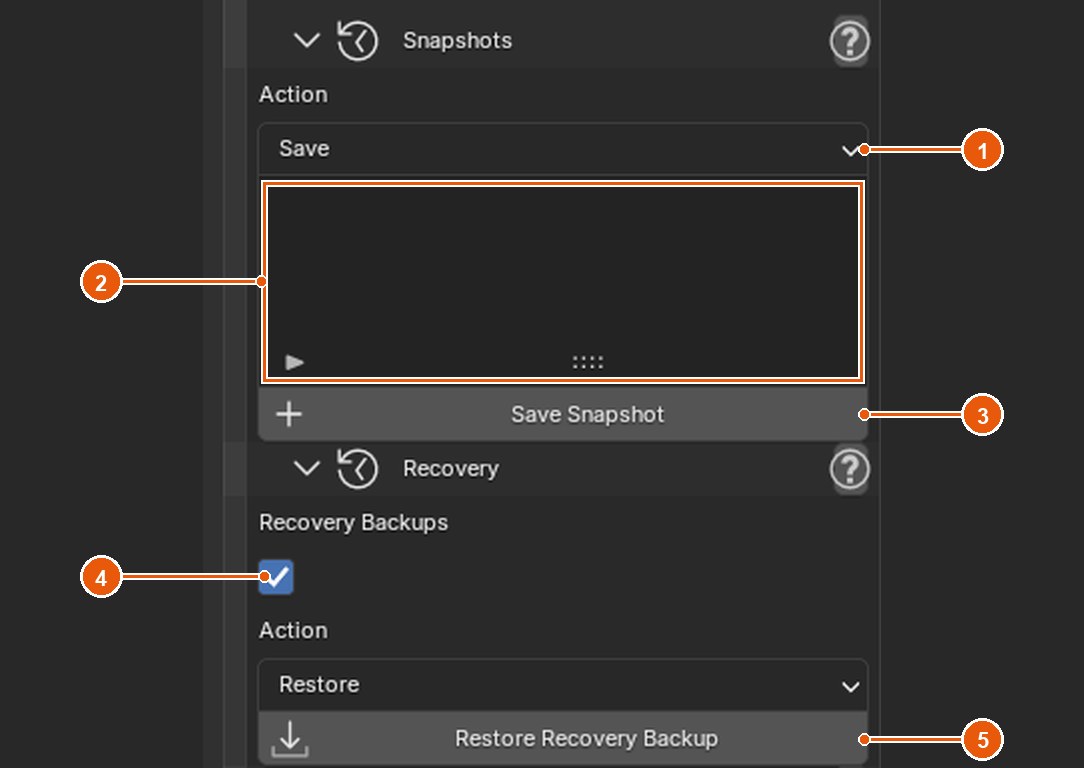 Snapshots
Action
Save
1
2
Save Snapshot
3
Recovery
Recovery Backups
4
Action
Restore
Restore Recovery Backup
5